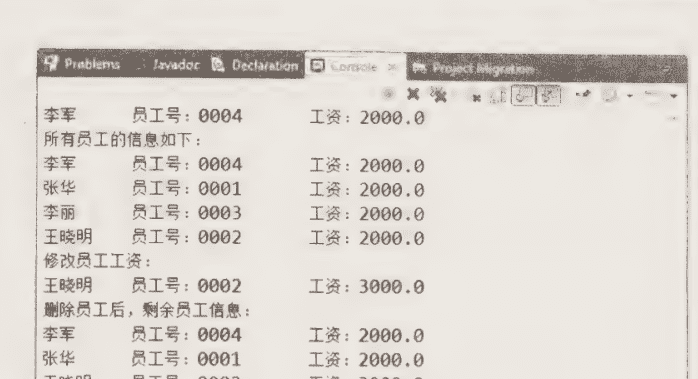 Problems Javadoc Declaration Console Project Migration
李军 员工号：0004 工资：2000.0
所有员工的信息如下：
李军 员工号：0004 工资：2000.0
张华 员工号：0001 工资：2000.0
李丽 员工号：0003 工资：2000.0
王晓明 员工号：0002 工资：2000.0
修改员工工资：
王晓明 员工号：0002 工资：3000.0
删除员工后，剩余员工信息：
李军 员工号：0004 工资：2000.0
张华 员工号：0001 工资：2000.0